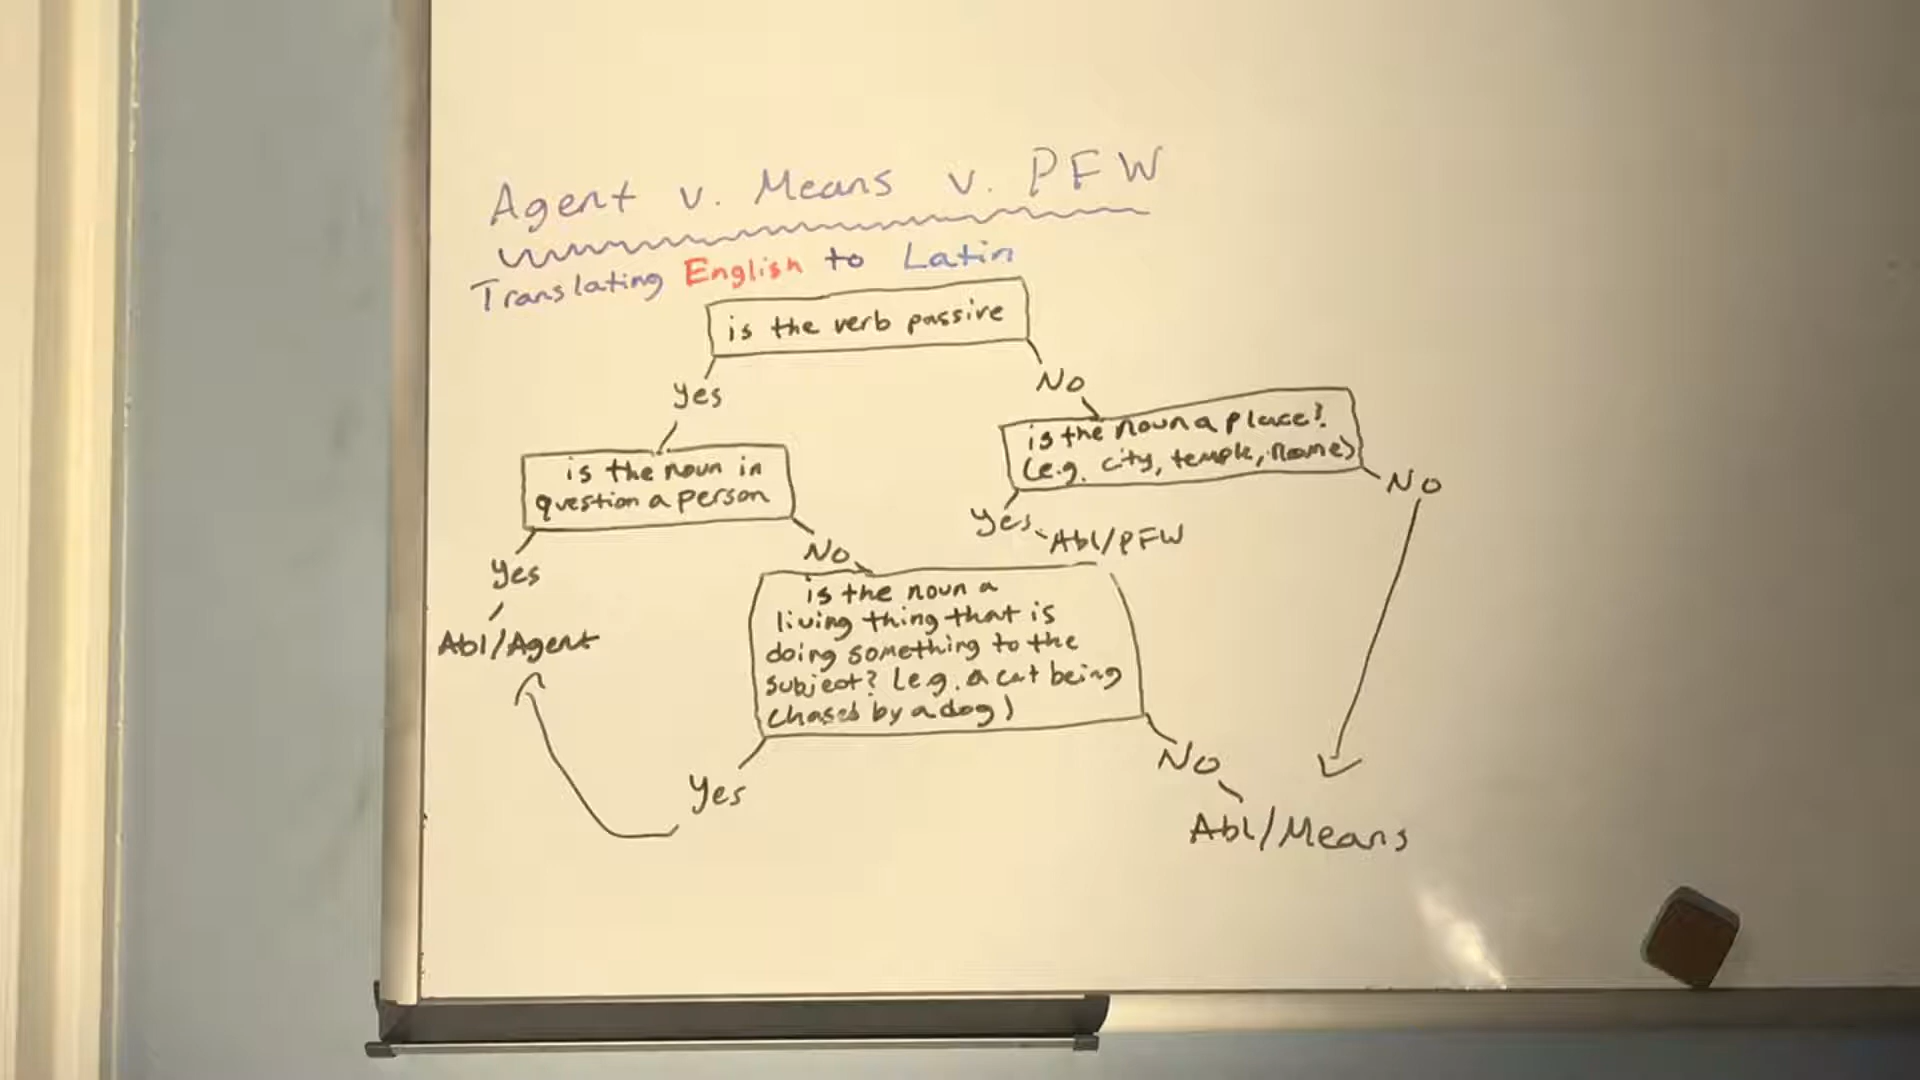 Agent v. Means v. PFW
Translating English to Latin
is the verb passive
Yes
No
is the noun in
question a person
is the noun a place?
(e.g. city, temple, Rome)
No
Yes
Abl/PFW
No
Yes
Abl/Agent
is the noun a
living thing that is
doing something to the
subject? (e.g. a cat being
chased by a dog)
Yes
No
Abl/Means